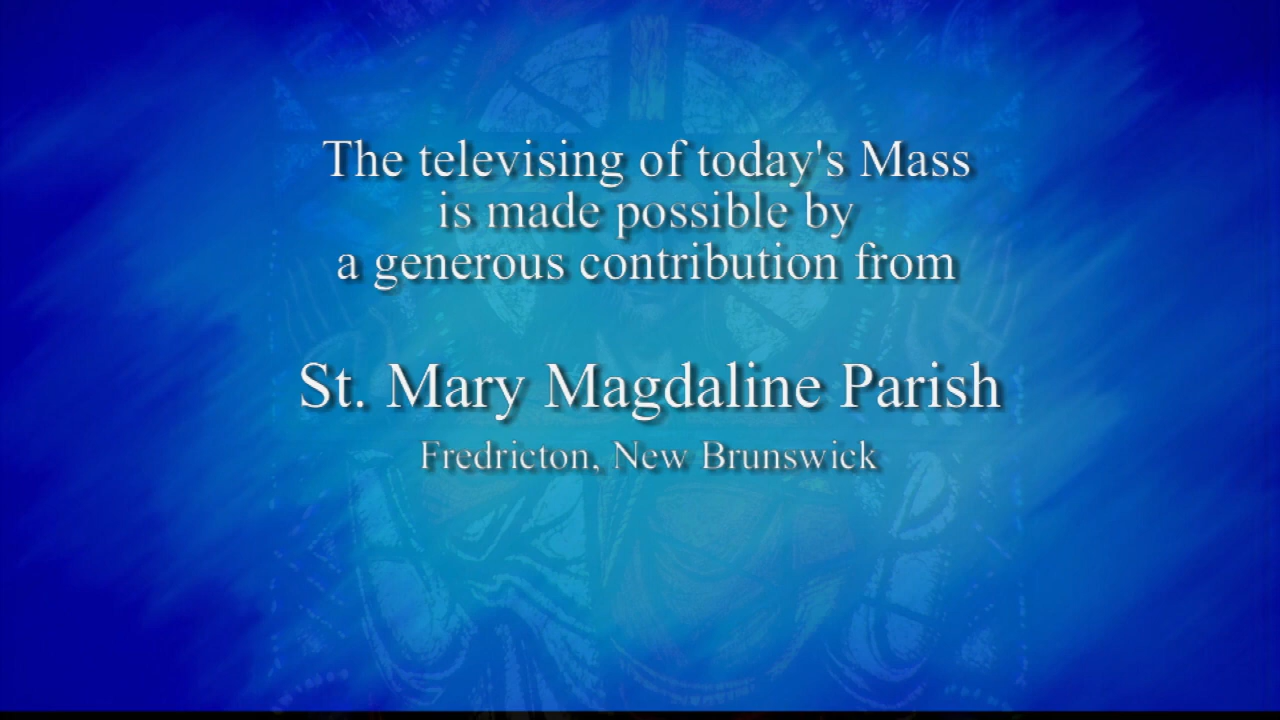 The televising of today's Mass
is made possible by
a generous contribution from
St. Mary Magdaline Parish
Fredricton, New Brunswick